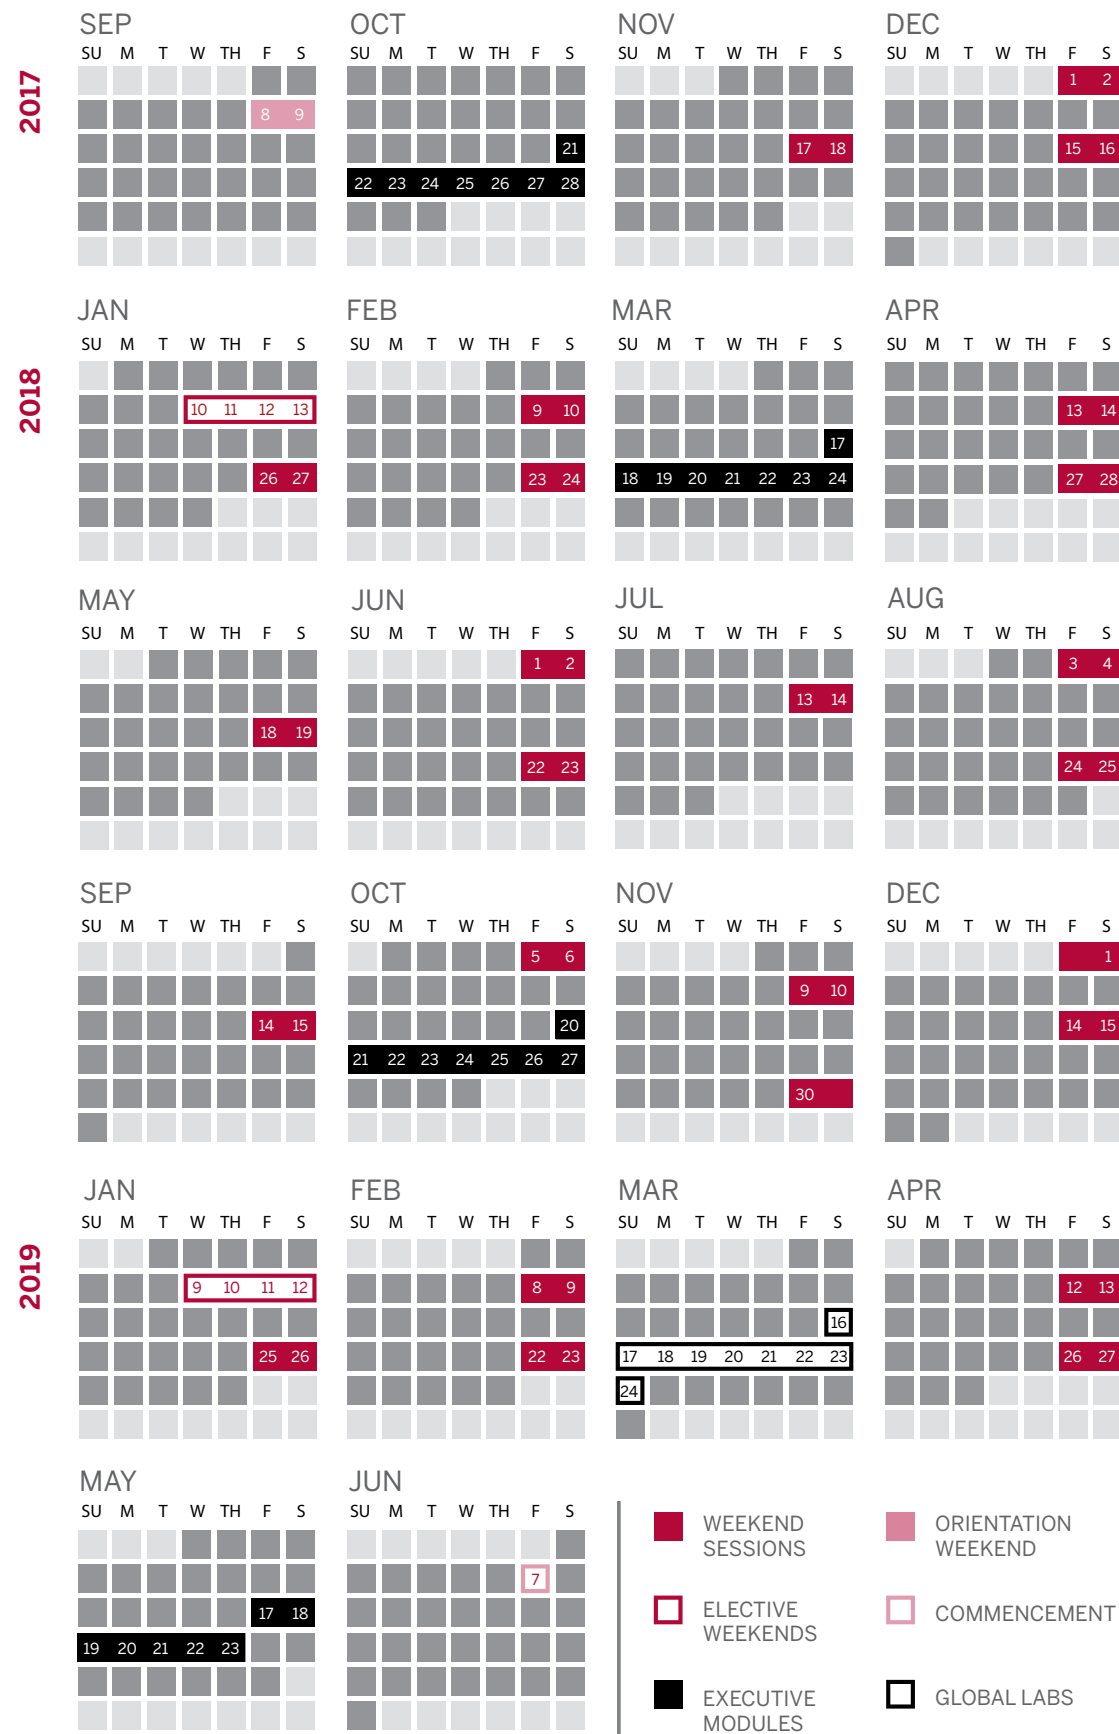 SEP OCT NOV DEC
SU M T W TH F S SU M T W TH F S SU M T W TH F S SU M T W TH F S
2017
1 2
8 9
21 17 18 15 16
22 23 24 25 26 27 28
JAN FEB MAR APR
SU M T W TH F S SU M T W TH F S SU M T W TH F S SU M T W TH F S
2018
10 11 12 13 9 10 13 14
17
26 27 23 24 18 19 20 21 22 23 24 27 28
MAY JUN JUL AUG
SU M T W TH F S SU M T W TH F S SU M T W TH F S SU M T W TH F S
1 2 3 4
13 14
18 19
22 23 24 25
SEP OCT NOV DEC
SU M T W TH F S SU M T W TH F S SU M T W TH F S SU M T W TH F S
5 6 1
9 10
14 15 20 14 15
21 22 23 24 25 26 27
30
JAN FEB MAR APR
SU M T W TH F S SU M T W TH F S SU M T W TH F S SU M T W TH F S
2019
9 10 11 12 8 9 12 13
16
25 26 22 23 17 18 19 20 21 22 23 26 27
24
MAY JUN
SU M T W TH F S SU M T W TH F S
7
17 18
19 20 21 22 23
WEEKEND
SESSIONS
ORIENTATION
WEEKEND
ELECTIVE
WEEKENDS
COMMENCEMENT
EXECUTIVE
MODULES
GLOBAL LABS